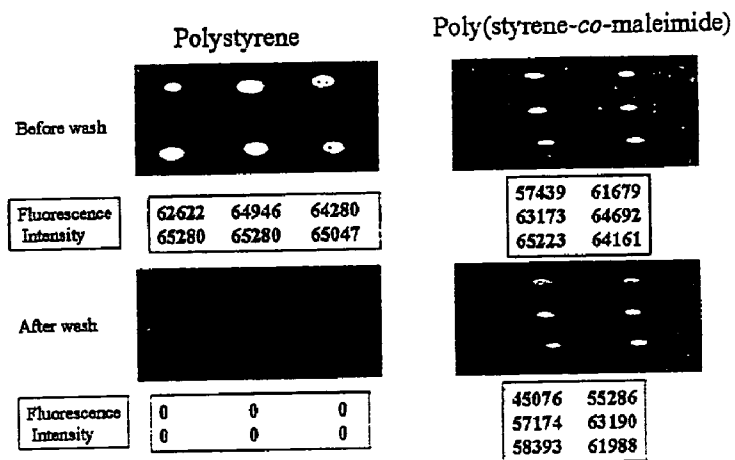 Polystyrene
Poly(styrene-co-maleimide)
Before wash
Fluorescence Intensity
62622 64946 64280
65280 65280 65047
57439 61679
63173 64692
65223 64161
After wash
Fluorescence Intensity
0 0 0
0 0 0
45076 55286
57174 63190
58393 61988